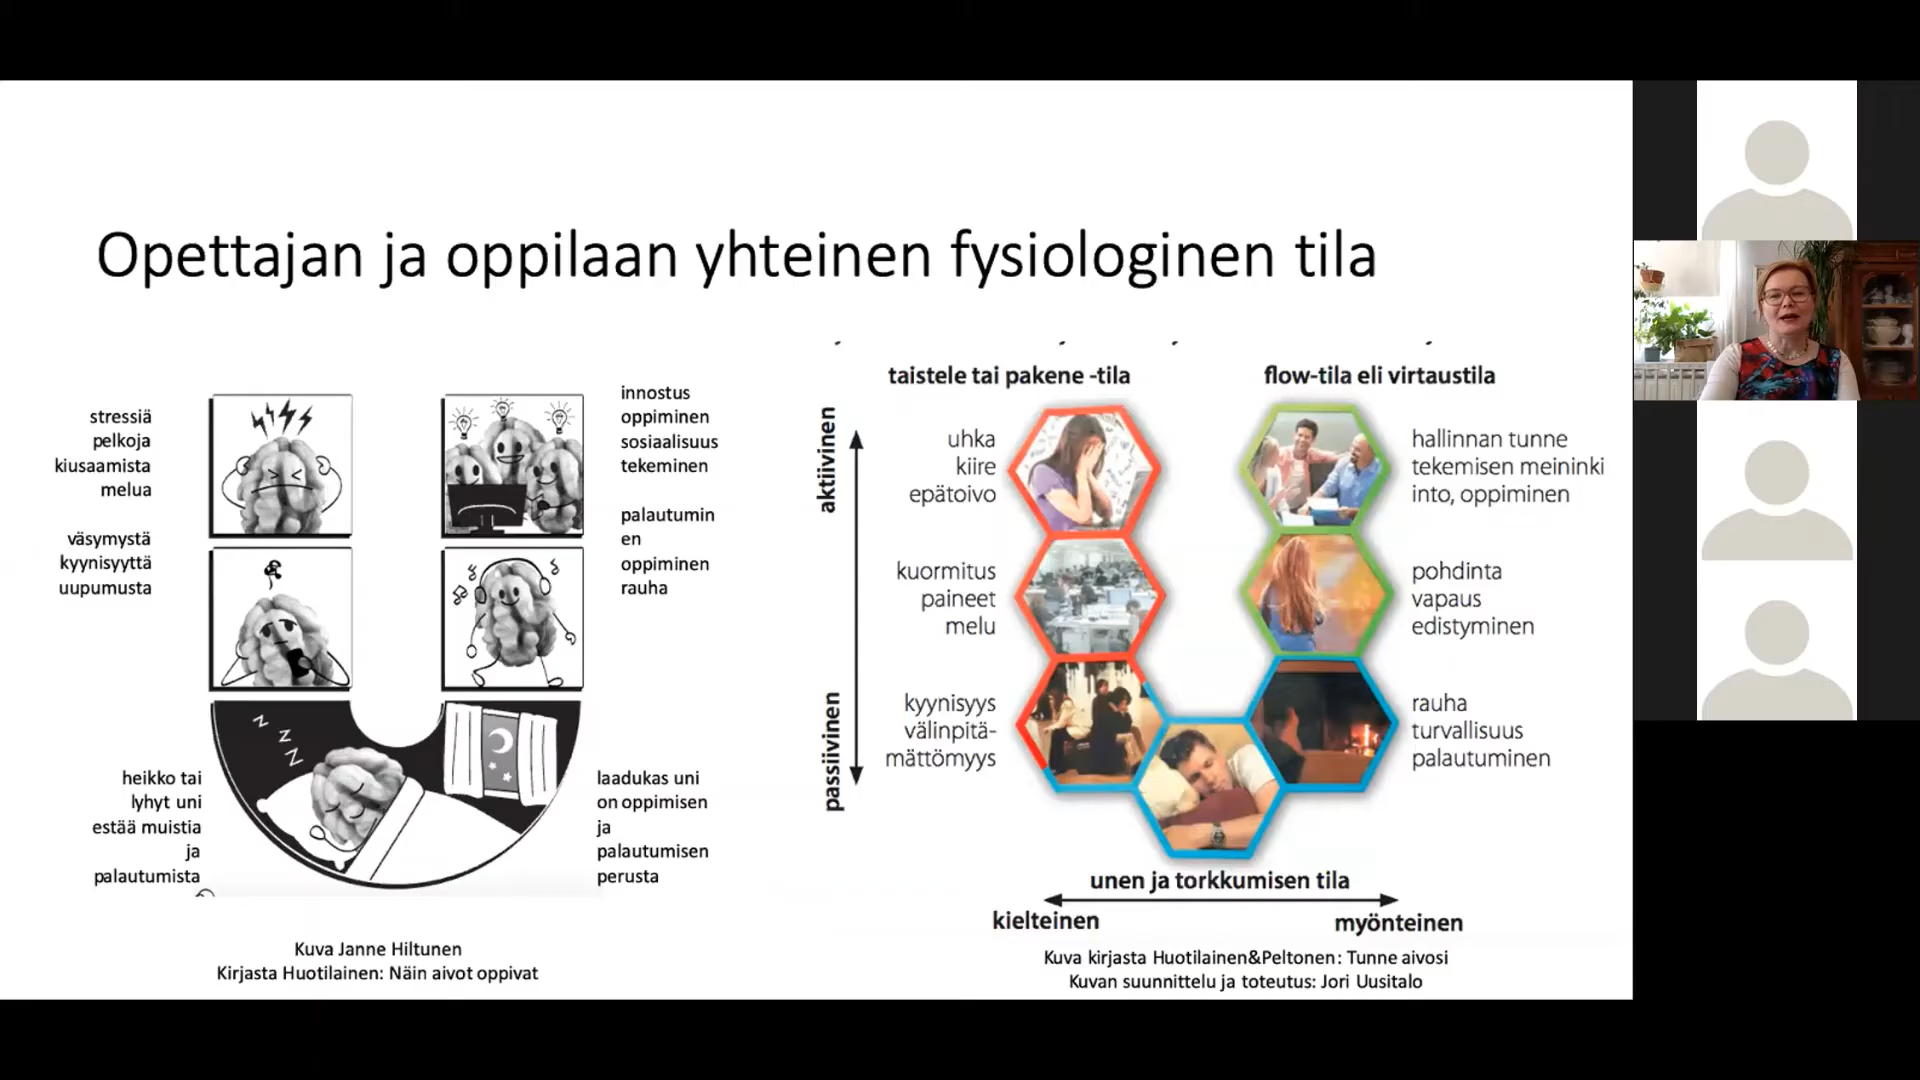 Opettajan ja oppilaan yhteinen fysiologinen tila
stressiä
pelkoja
kiusaamista
melua
väsymystä
kyynisyyttä
uupumusta
heikko tai
lyhyt uni
estää muistia
ja
palautumista
innostus
oppiminen
sosiaalisuus
tekeminen
palautumin
en
oppiminen
rauha
laadukas uni
on oppimisen
ja
palautumisen
perusta
z
z
Z
Kuva Janne Hiltunen
Kirjasta Huotilainen: Näin aivot oppivat
taistele tai pakene -tila
flow-tila eli virtaustila
aktiivinen
passiivinen
uhka
kiire
epätoivo
kuormitus
paineet
melu
kyynisyys
välinpitä-
mättömyys
hallinnan tunne
tekemisen meininki
into, oppiminen
pohdinta
vapaus
edistyminen
rauha
turvallisuus
palautuminen
unen ja torkkumisen tila
kielteinen
myönteinen
Kuva kirjasta Huotilainen&Peltonen: Tunne aivosi
Kuvan suunnittelu ja toteutus: Jori Uusitalo